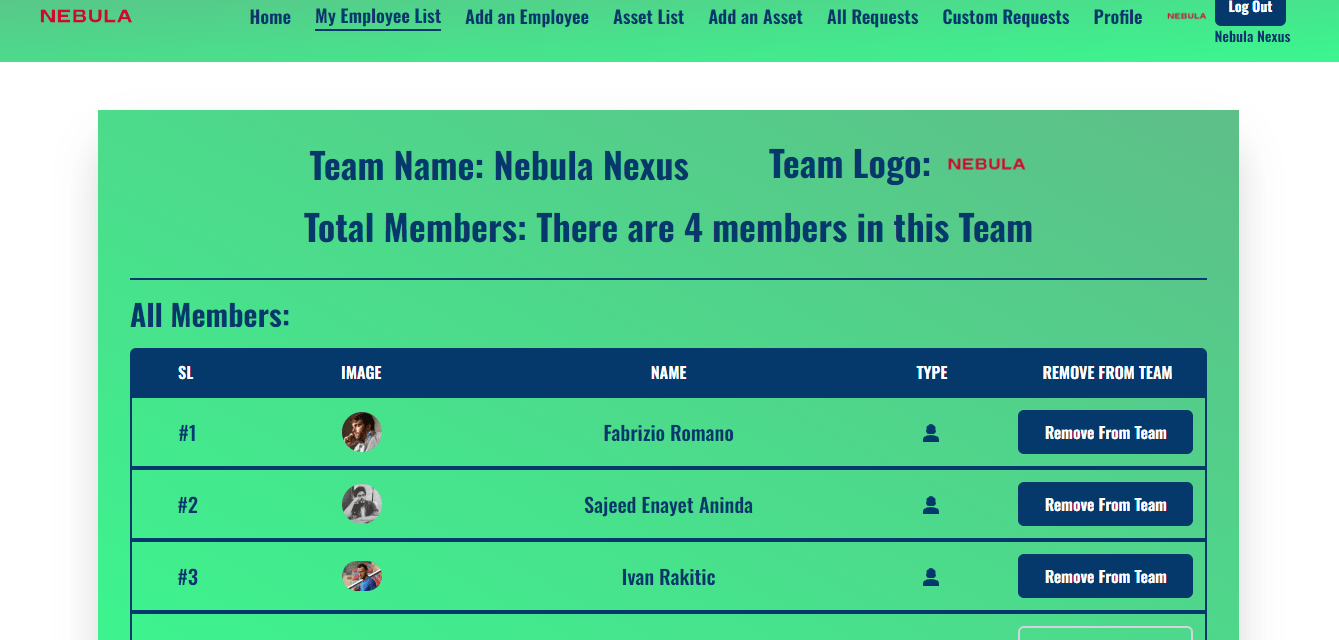 NEBULA
Home My Employee List Add an Employee Asset List Add an Asset All Requests Custom Requests Profile NEBULA Log Out
Nebula Nexus
Team Name: Nebula Nexus Team Logo: NEBULA
Total Members: There are 4 members in this Team
All Members:
SL IMAGE NAME TYPE REMOVE FROM TEAM
#1 Fabrizio Romano Remove From Team
#2 Sajeed Enayet Aninda Remove From Team
#3 Ivan Rakitic Remove From Team